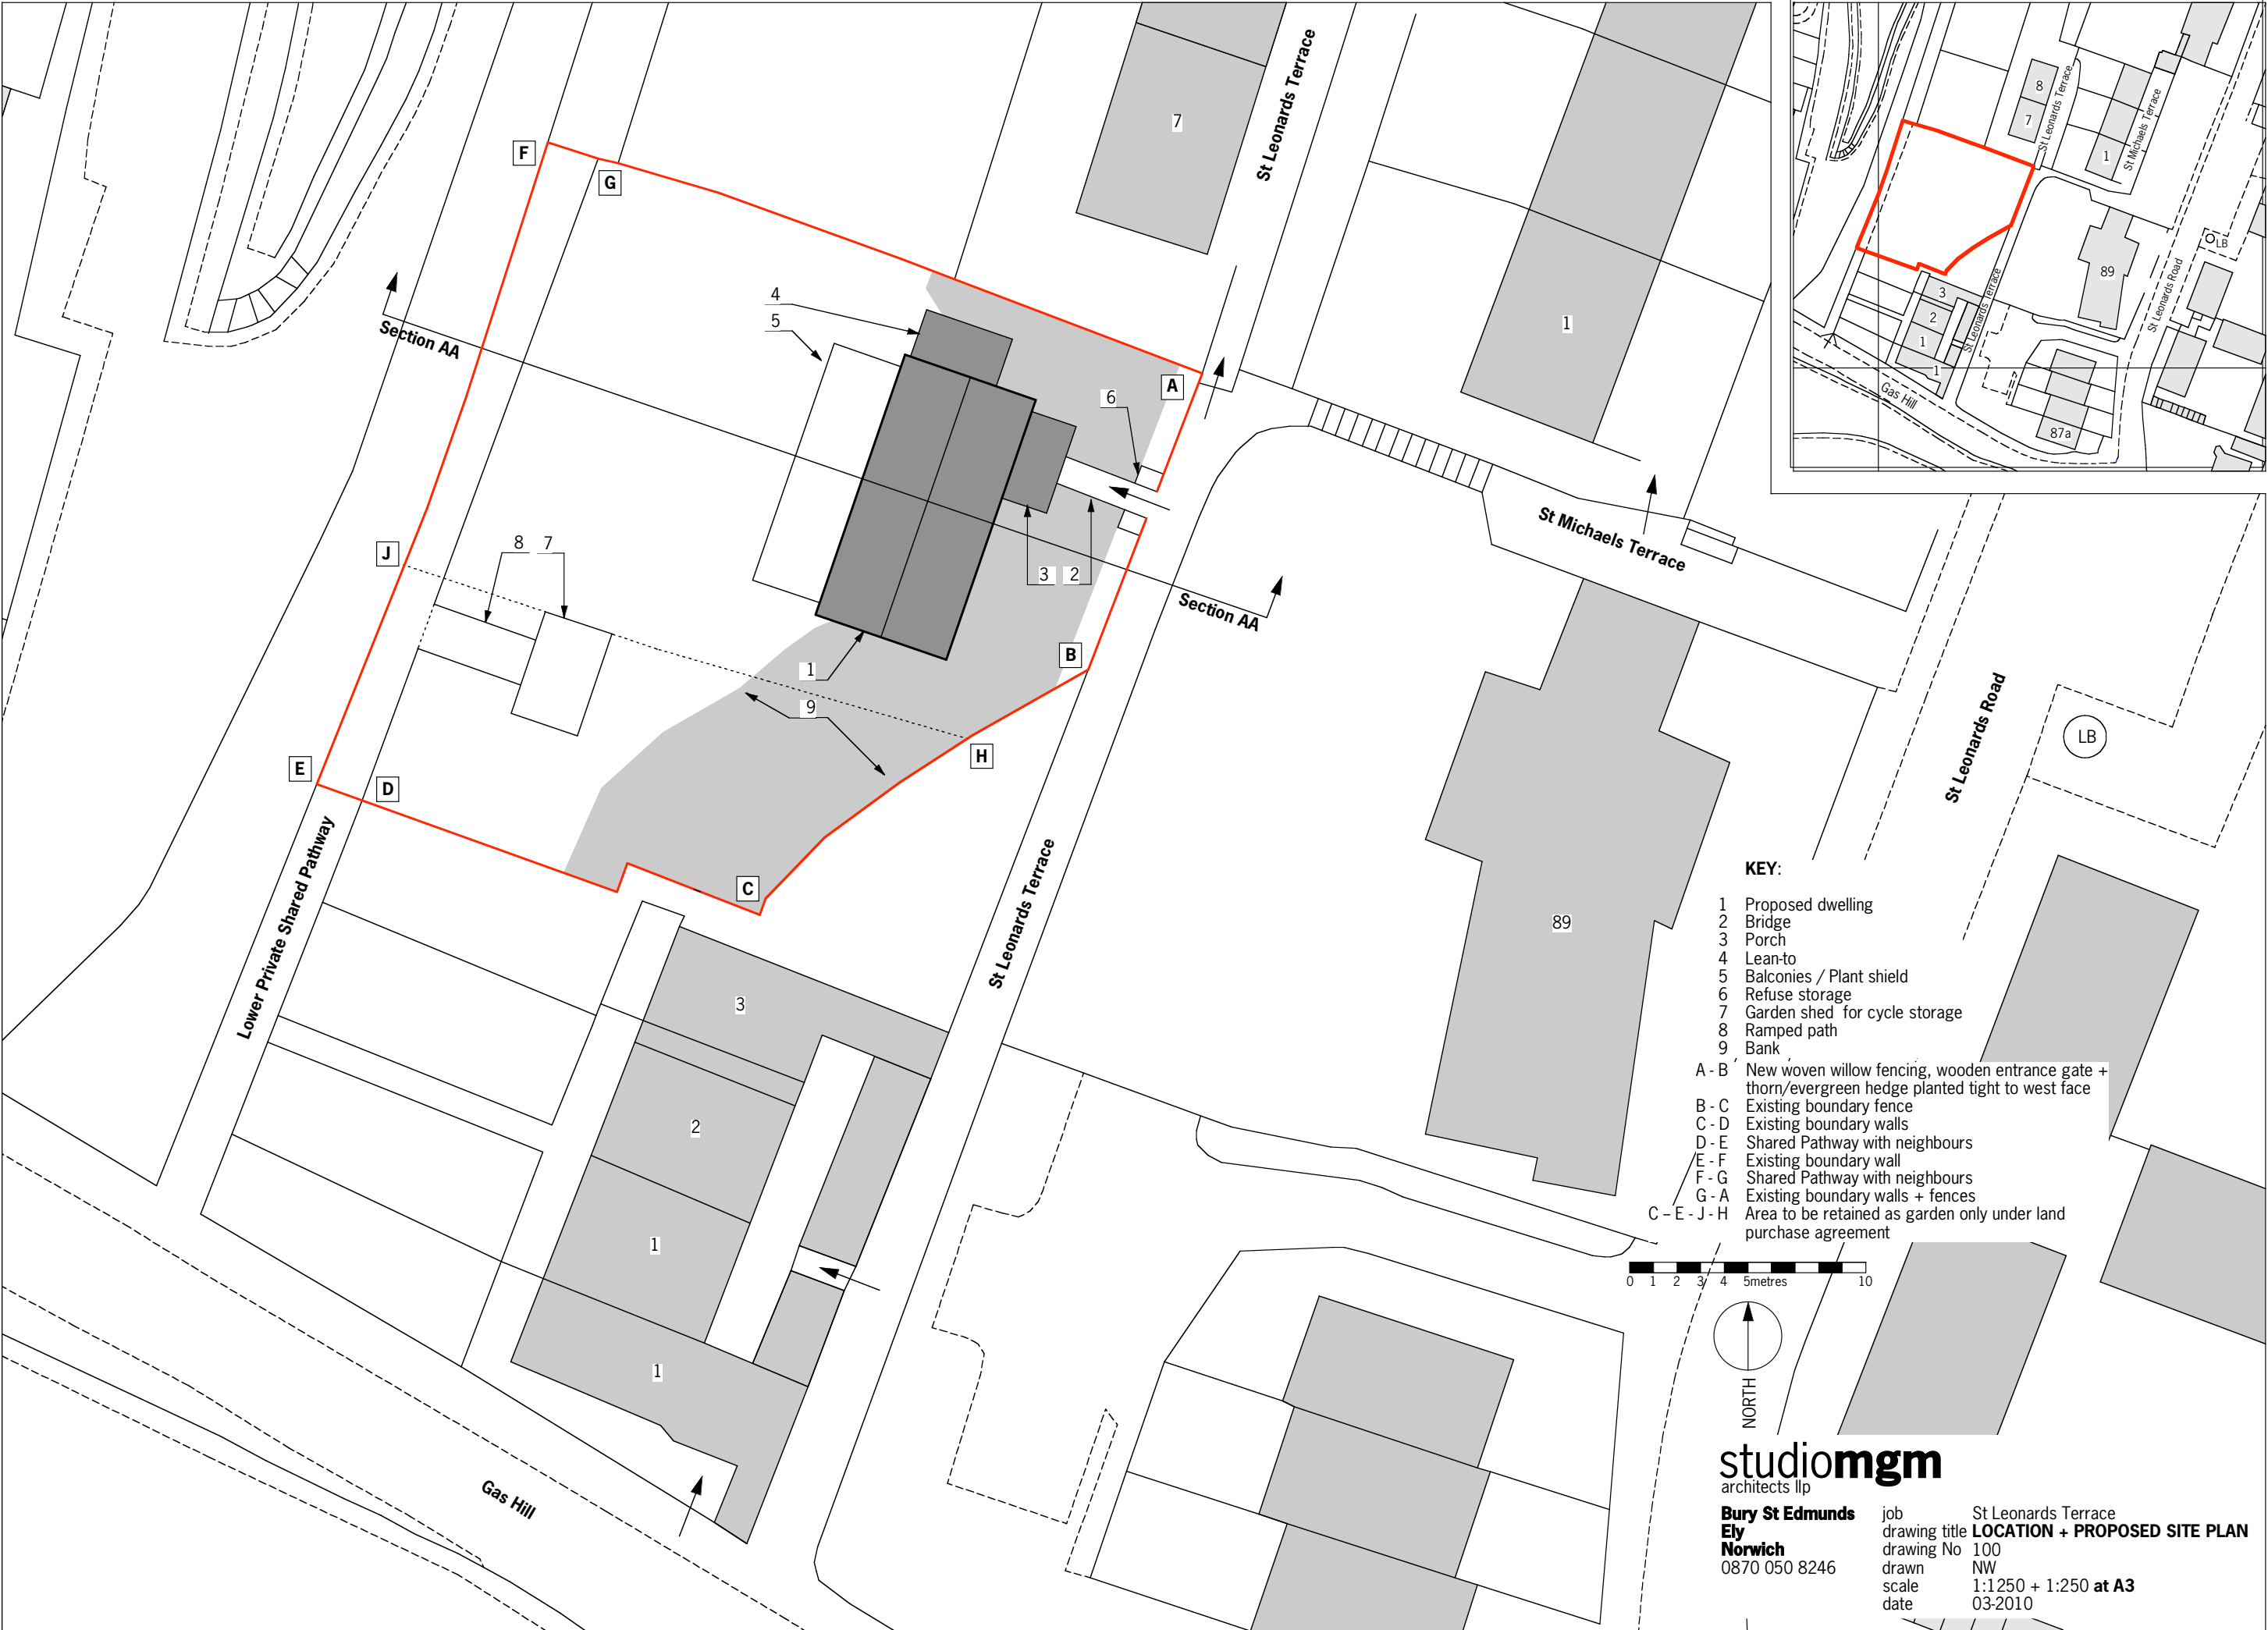 F
G
7
St Leonards Terrace
8
7
St Leonards Terrace
1
St Michaels Terrace
LB
89
St Leonards Road
3
2
1
1
St Leonards Terrace
Gas Hill
87a
4
5
Section AA
A
6
1
J
8 7
3 2
Section AA
St Michaels Terrace
B
1
9
H
E
D
C
LB
St Leonards Road
Lower Private Shared Pathway
St Leonards Terrace
89
3
2
1
1
Gas Hill
KEY:
1 Proposed dwelling
2 Bridge
3 Porch
4 Lean-to
5 Balconies / Plant shield
6 Refuse storage
7 Garden shed for cycle storage
8 Ramped path
9 Bank
A - B New woven willow fencing, wooden entrance gate +
thorn/evergreen hedge planted tight to west face
B - C Existing boundary fence
C - D Existing boundary walls
D - E Shared Pathway with neighbours
E - F Existing boundary wall
F - G Shared Pathway with neighbours
G - A Existing boundary walls + fences
C – E - J - H Area to be retained as garden only under land
purchase agreement
0 1 2 3 4 5metres 10
NORTH
studiomgm
architects llp
Bury St Edmunds
Ely
Norwich
0870 050 8246
job St Leonards Terrace
drawing title LOCATION + PROPOSED SITE PLAN
drawing No 100
drawn NW
scale 1:1250 + 1:250 at A3
date 03-2010